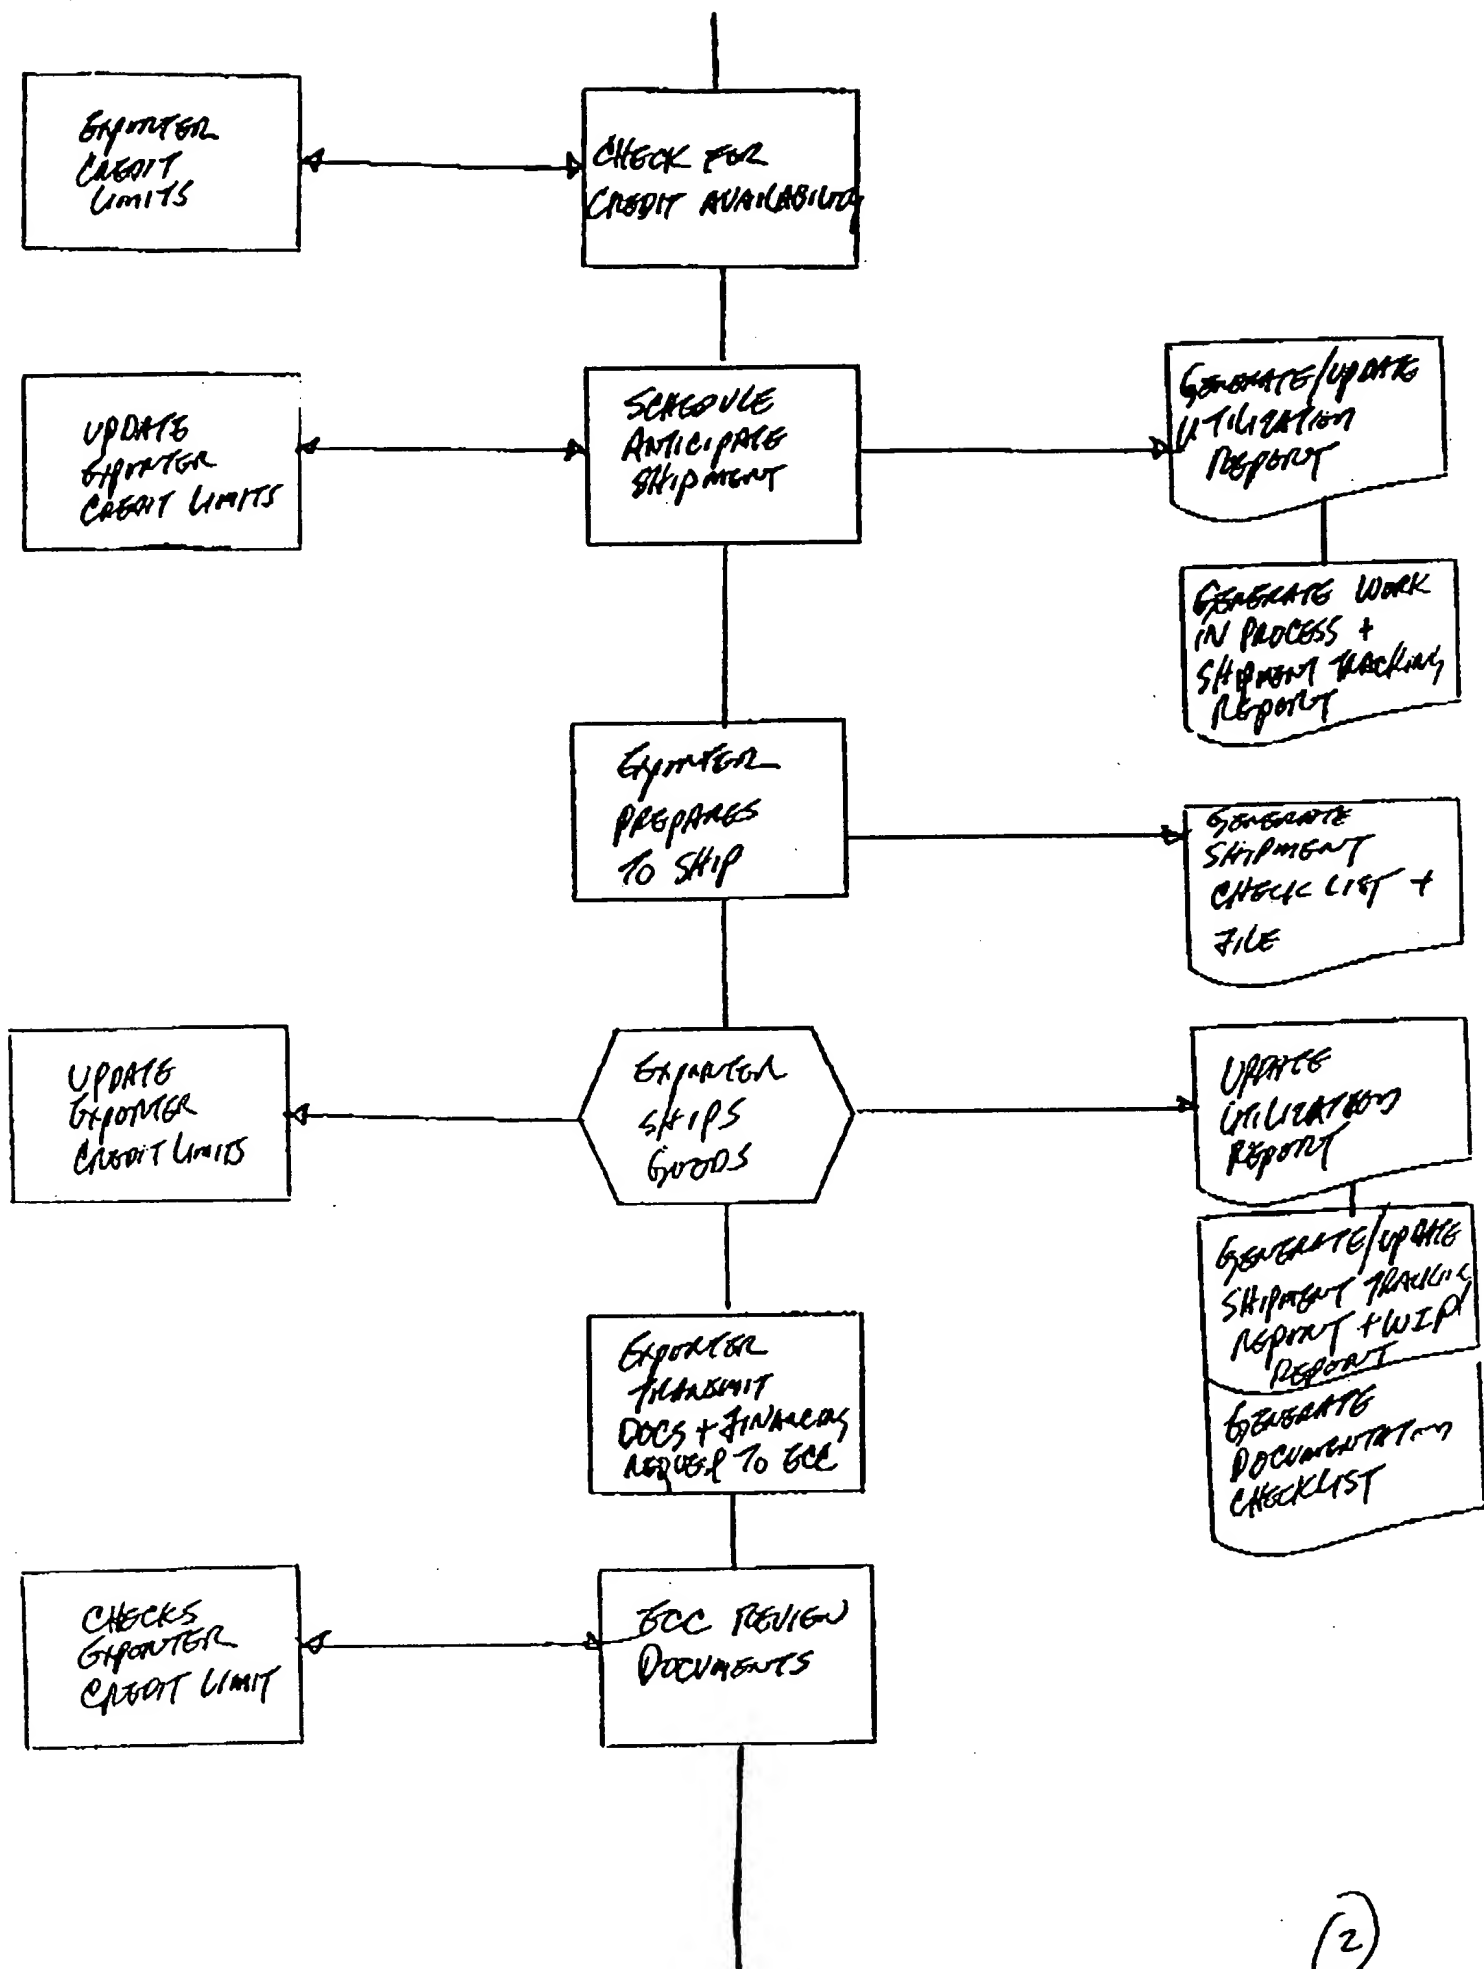 EXPORTER
CREDIT
LIMITS
CHECK FOR
CREDIT AVAILABILITY
UPDATE
EXPORTER
CREDIT LIMITS
SCHEDULE
ANTICIPATE
SHIPMENT
GENERATE/UPDATE
UTILIZATION
REPORT
GENERATE WORK
IN PROCESS +
SHIPMENT TRACKING
REPORT
EXPORTER
PREPARES
TO SHIP
GENERATE
SHIPMENT
CHECK LIST +
FILE
UPDATE
EXPORTER
CREDIT LIMITS
EXPORTER
SHIPS
GOODS
UPDATE
UTILIZATION
REPORT
GENERATE/UPDATE
SHIPMENT TRACKING
REPORT + WIP
REPORT
GENERATE
DOCUMENTATION
CHECKLIST
EXPORTER
TRANSMIT
DOCS + FINANCING
REQUEST TO ECC
CHECKS
EXPORTER
CREDIT LIMIT
ECC REVIEW
DOCUMENTS
2